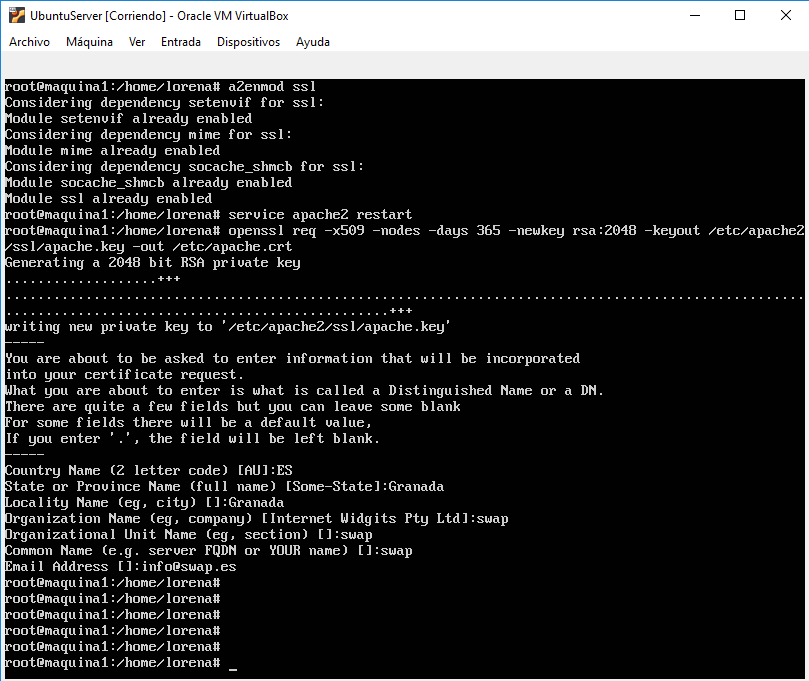 UbuntuServer [Corriendo] - Oracle VM VirtualBox
Archivo Máquina Ver Entrada Dispositivos Ayuda
root@maquina1:/home/lorena# a2enmod ssl
Considering dependency setenvif for ssl:
Module setenvif already enabled
Considering dependency mime for ssl:
Module mime already enabled
Considering dependency socache_shmcb for ssl:
Module socache_shmcb already enabled
Module ssl already enabled
root@maquina1:/home/lorena# service apache2 restart
root@maquina1:/home/lorena# openssl req -x509 -nodes -days 365 -newkey rsa:2048 -keyout /etc/apache2
/ssl/apache.key -out /etc/apache.crt
Generating a 2048 bit RSA private key
...................+++
....................................................................................................
................................................+++
writing new private key to '/etc/apache2/ssl/apache.key'
-----
You are about to be asked to enter information that will be incorporated
into your certificate request.
What you are about to enter is what is called a Distinguished Name or a DN.
There are quite a few fields but you can leave some blank
For some fields there will be a default value,
If you enter '.', the field will be left blank.
-----
Country Name (2 letter code) [AU]:ES
State or Province Name (full name) [Some-State]:Granada
Locality Name (eg, city) []:Granada
Organization Name (eg, company) [Internet Widgits Pty Ltd]:swap
Organizational Unit Name (eg, section) []:swap
Common Name (e.g. server FQDN or YOUR name) []:swap
Email Address []:info@swap.es
root@maquina1:/home/lorena#
root@maquina1:/home/lorena#
root@maquina1:/home/lorena#
root@maquina1:/home/lorena#
root@maquina1:/home/lorena#
root@maquina1:/home/lorena# _